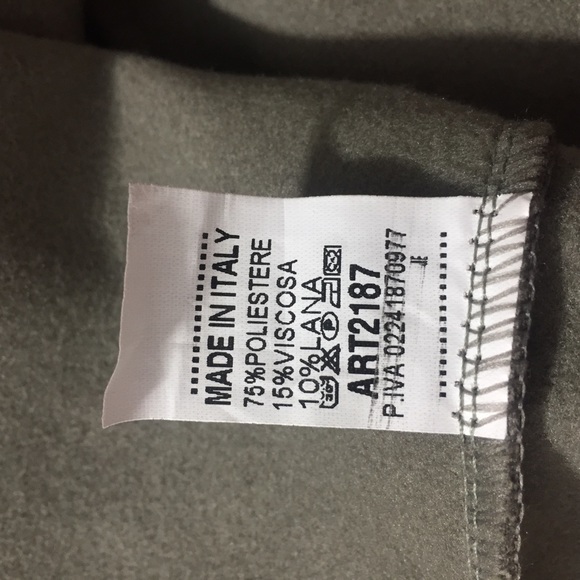 MADE IN ITALY
75%POLIESTERE
15%VISCOSA
10%LANA
ART2187
P.IVA 02241870977